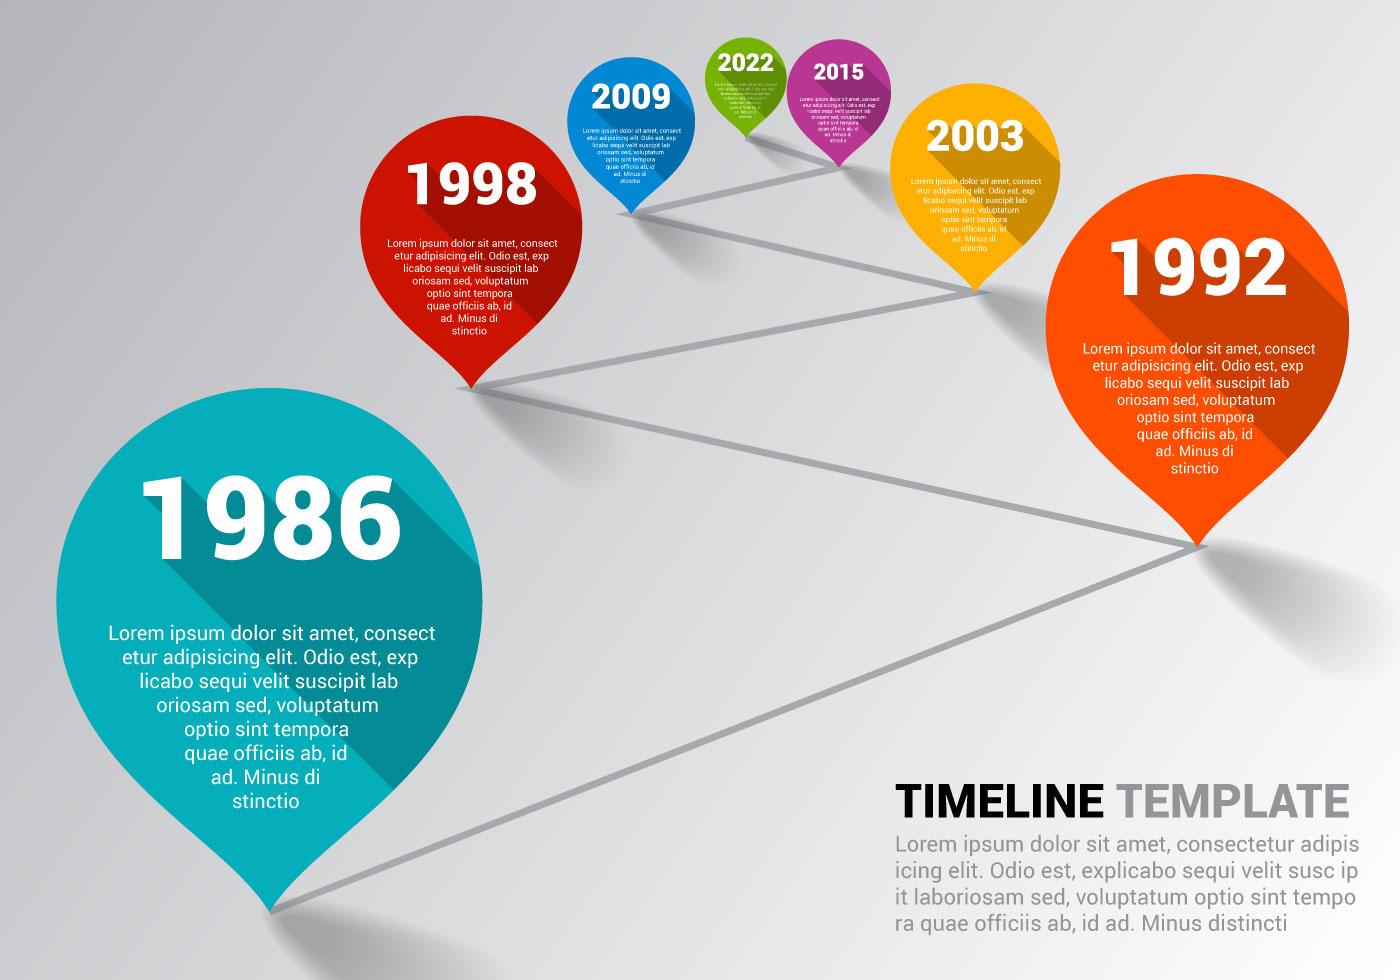 2022
Lorem ipsum dolor sit amet, consect
2015
Lorem ipsum dolor sit amet, consect
etur adipisicing elit. Odio est, exp
licabo sequi velit suscipit lab
oriosam sed, voluptatum
optio sint tempora
quae officiis ab, id
ad. Minus di
stinctio
2009
Lorem ipsum dolor sit amet, consect
etur adipisicing elit. Odio est, exp
licabo sequi velit suscipit lab
oriosam sed, voluptatum
optio sint tempora
quae officiis ab, id
ad. Minus di
stinctio
2003
Lorem ipsum dolor sit amet, consect
etur adipisicing elit. Odio est, exp
licabo sequi velit suscipit lab
oriosam sed, voluptatum
optio sint tempora
quae officiis ab, id
ad. Minus di
stinctio
1998
Lorem ipsum dolor sit amet, consect
etur adipisicing elit. Odio est, exp
licabo sequi velit suscipit lab
oriosam sed, voluptatum
optio sint tempora
quae officiis ab, id
ad. Minus di
stinctio
1992
Lorem ipsum dolor sit amet, consect
etur adipisicing elit. Odio est, exp
licabo sequi velit suscipit lab
oriosam sed, voluptatum
optio sint tempora
quae officiis ab, id
ad. Minus di
stinctio
1986
Lorem ipsum dolor sit amet, consect
etur adipisicing elit. Odio est, exp
licabo sequi velit suscipit lab
oriosam sed, voluptatum
optio sint tempora
quae officiis ab, id
ad. Minus di
stinctio
TIMELINE TEMPLATE
Lorem ipsum dolor sit amet, consectetur adipis
icing elit. Odio est, explicabo sequi velit susc ip
it laboriosam sed, voluptatum optio sint tempo
ra quae officiis ab, id ad. Minus distincti